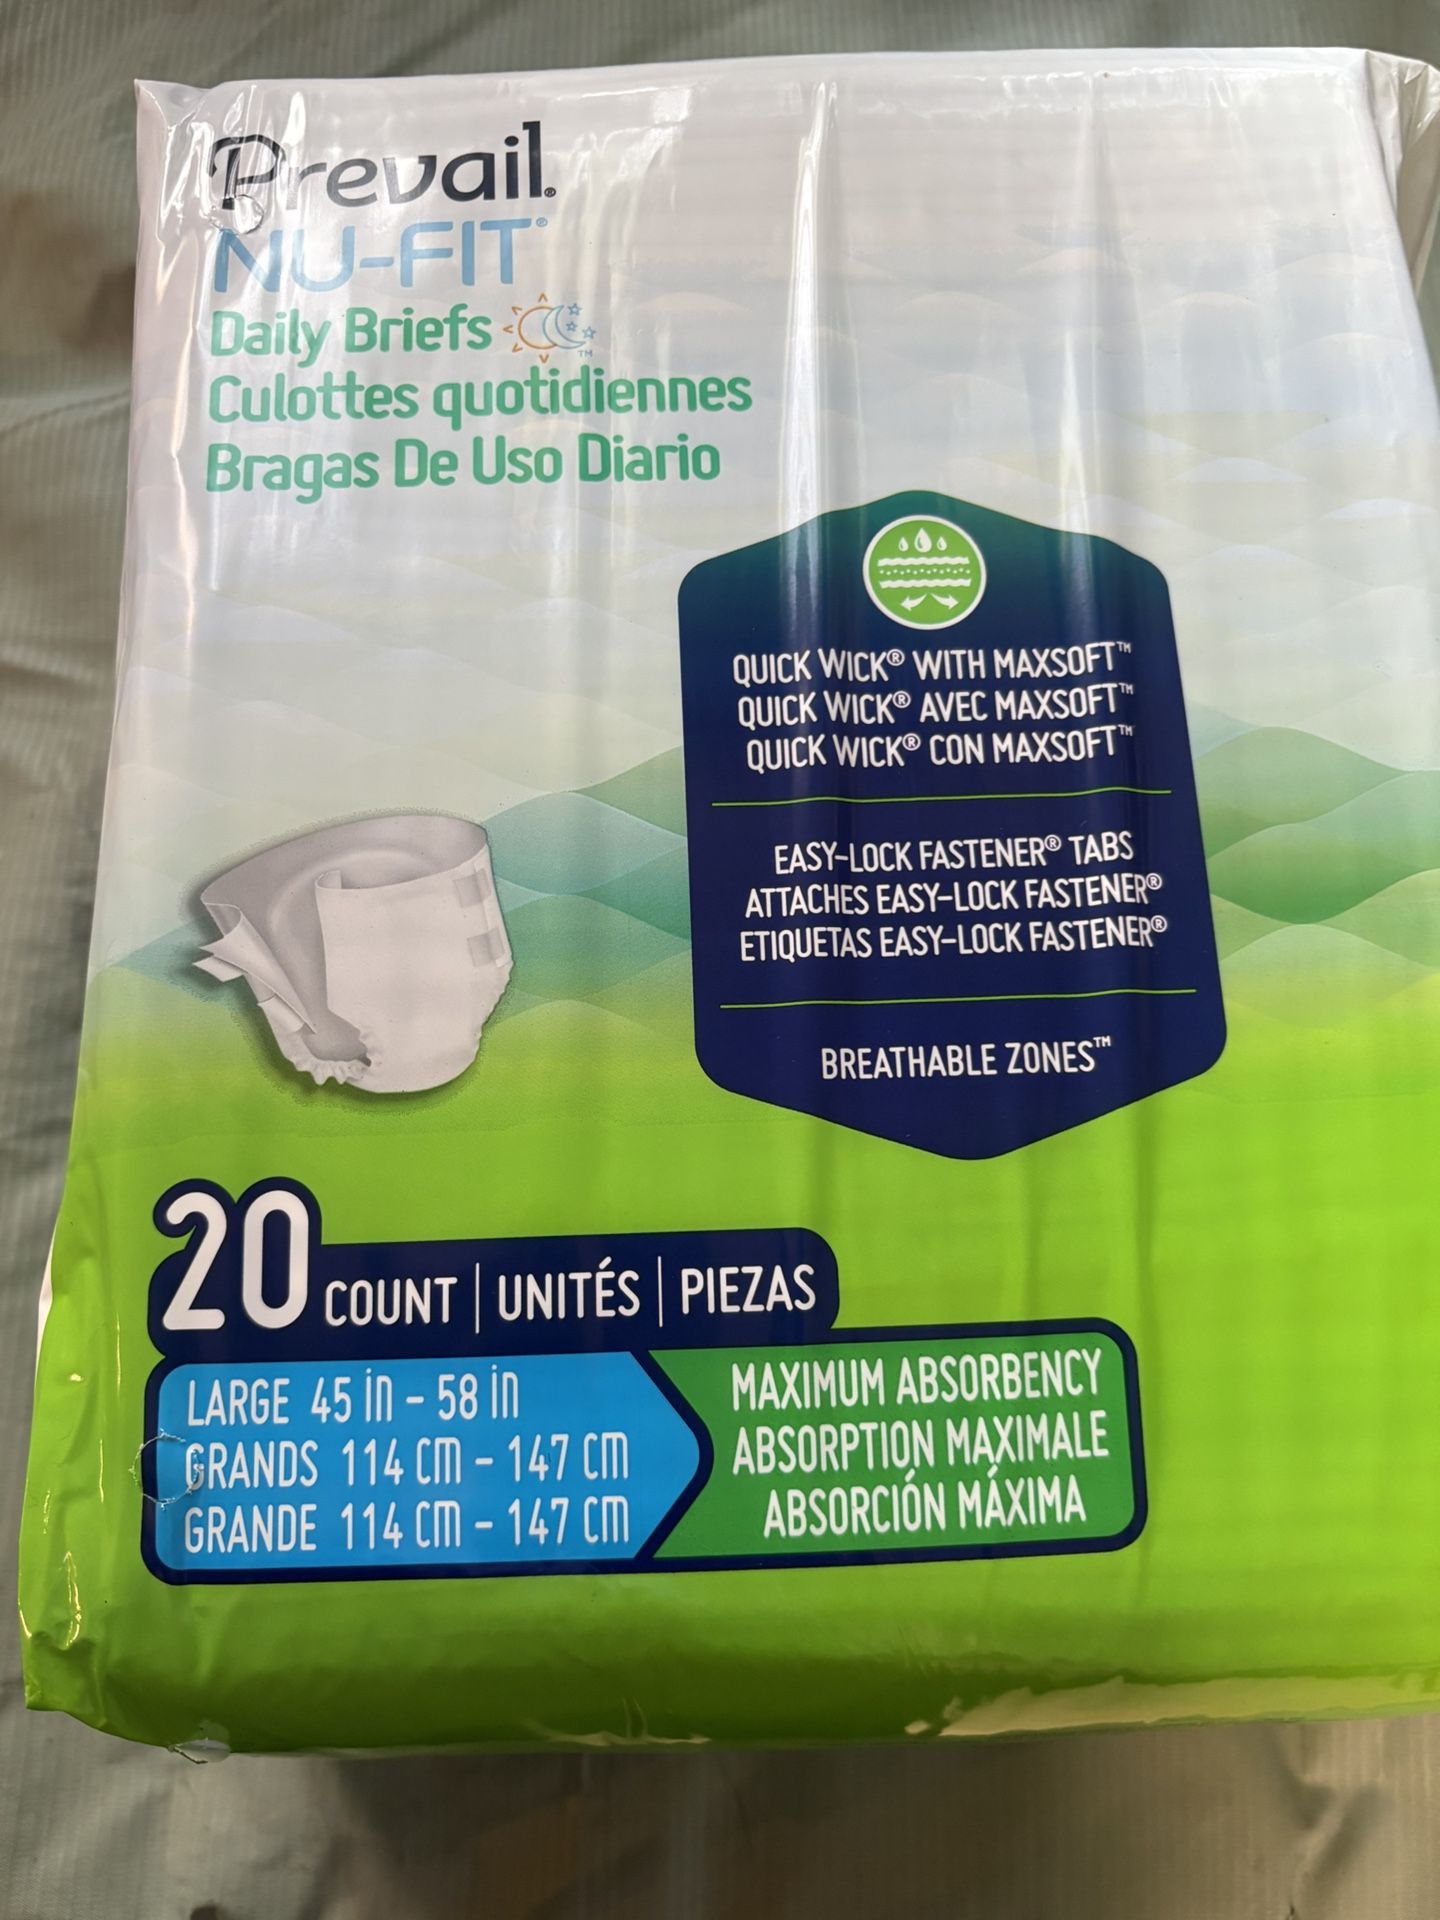 Prevail®
NU-FIT®
Daily Briefs ™
Culottes quotidiennes
Bragas De Uso Diario
QUICK WICK® WITH MAXSOFT™
QUICK WICK® AVEC MAXSOFT™
QUICK WICK® CON MAXSOFT™
EASY-LOCK FASTENER® TABS
ATTACHES EASY-LOCK FASTENER®
ETIQUETAS EASY-LOCK FASTENER®
BREATHABLE ZONES™
20 COUNT | UNITÉS | PIEZAS
LARGE 45 in - 58 in
GRANDS 114 cm - 147 cm
GRANDE 114 cm - 147 cm
MAXIMUM ABSORBENCY
ABSORPTION MAXIMALE
ABSORCIÓN MÁXIMA